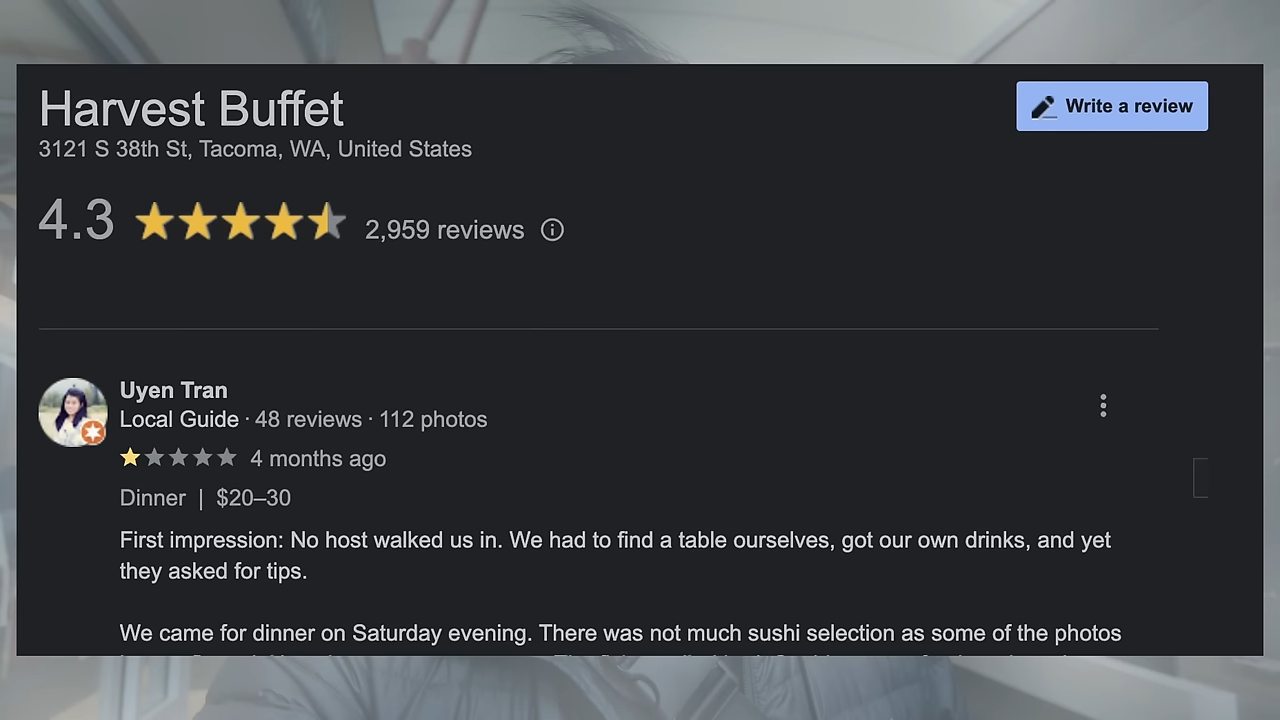 Harvest Buffet
Write a review
3121 S 38th St, Tacoma, WA, United States
4.3
2,959 reviews
Uyen Tran
Local Guide · 48 reviews · 112 photos
4 months ago
Dinner | $20–30
First impression: No host walked us in. We had to find a table ourselves, got our own drinks, and yet
they asked for tips.
We came for dinner on Saturday evening. There was not much sushi selection as some of the photos